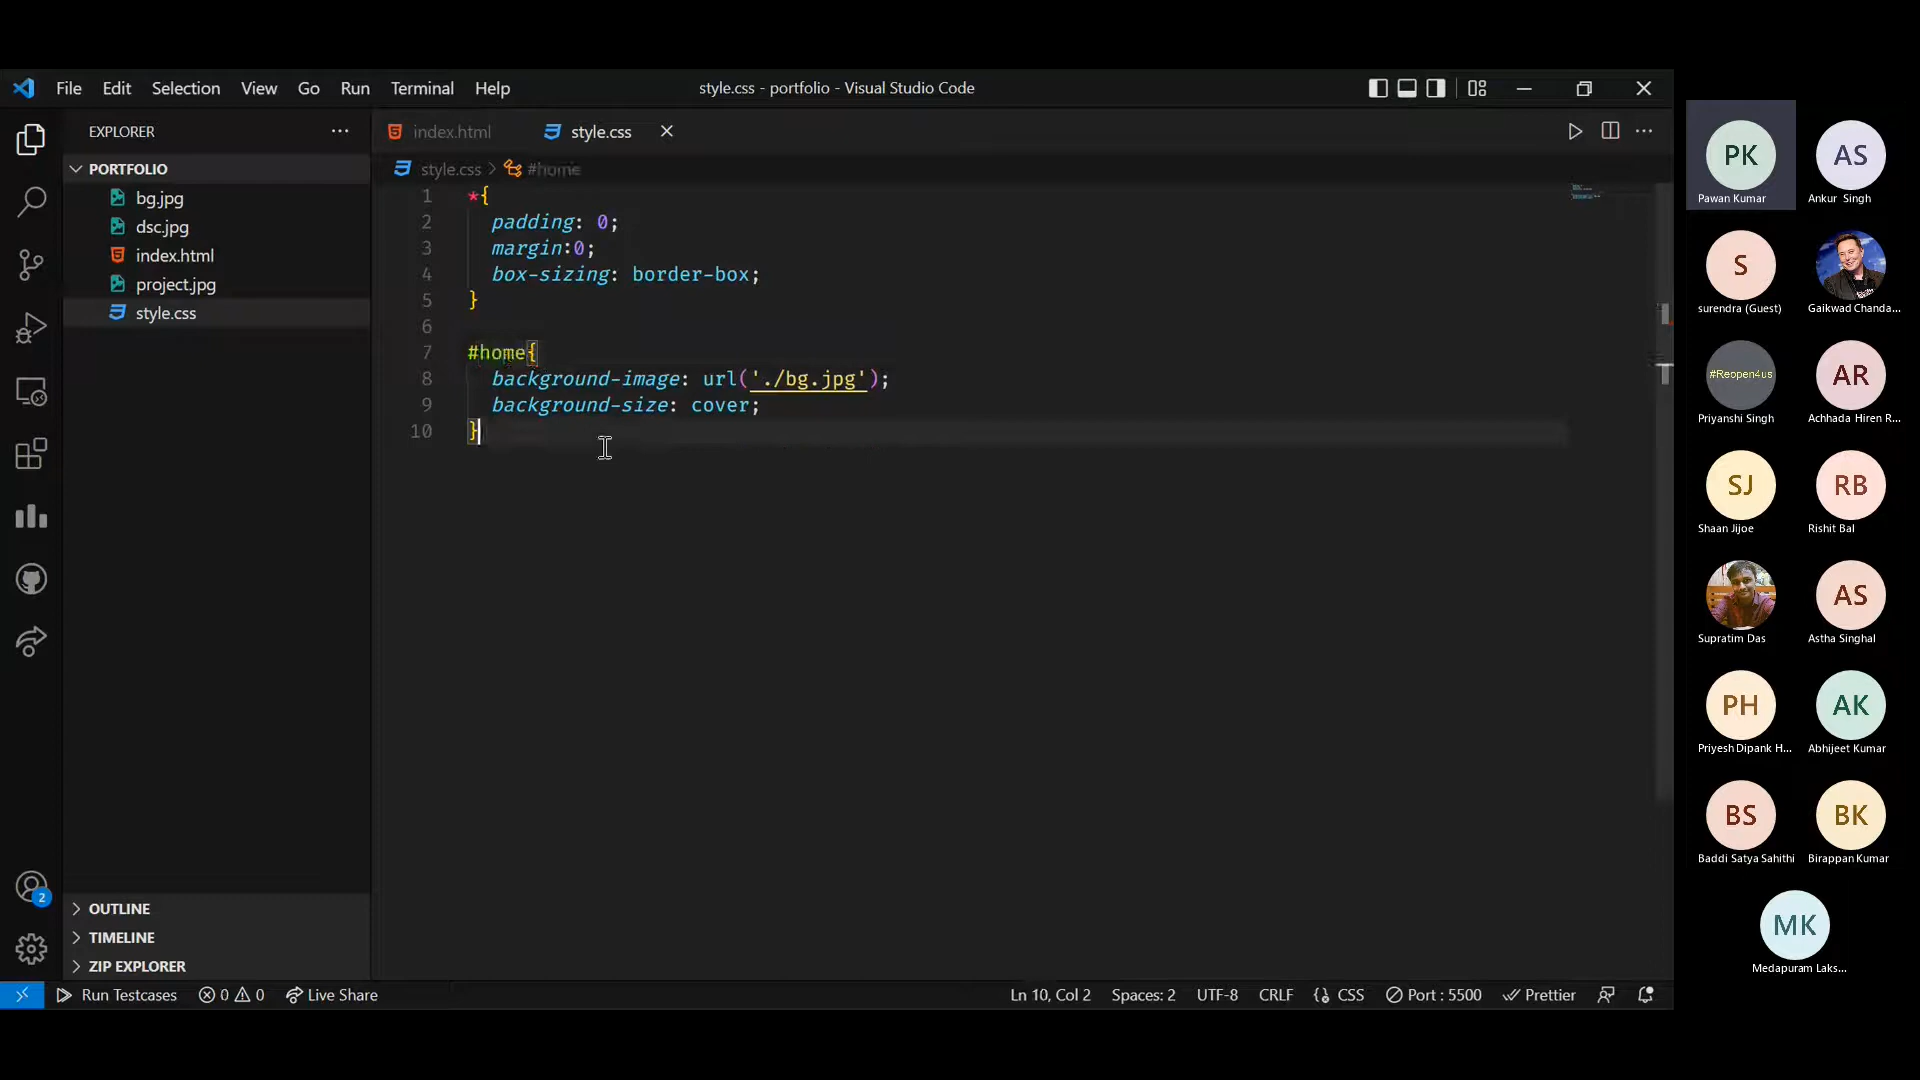 File Edit Selection View Go Run Terminal Help
style.css - portfolio - Visual Studio Code
EXPLORER
PORTFOLIO
bg.jpg
dsc.jpg
index.html
project.jpg
style.css
OUTLINE
TIMELINE
ZIP EXPLORER
index.html
style.css
style.css > #home
1 *{
2 padding: 0;
3 margin:0;
4 box-sizing: border-box;
5 }
6
7 #home{
8 background-image: url('./bg.jpg');
9 background-size: cover;
10 }
2
Run Testcases
0 0
Live Share
Ln 10, Col 2
Spaces: 2
UTF-8
CRLF
CSS
Port : 5500
Prettier
PK
Pawan Kumar
AS
Ankur Singh
S
surendra (Guest)
Gaikwad Chanda...
#Reopen4us
Priyanshi Singh
AR
Achhada Hiren R...
SJ
Shaan Jijoe
RB
Rishit Bal
Supratim Das
AS
Astha Singhal
PH
Priyesh Dipank H...
AK
Abhijeet Kumar
BS
Baddi Satya Sahithi
BK
Birappan Kumar
MK
Medapuram Laks...